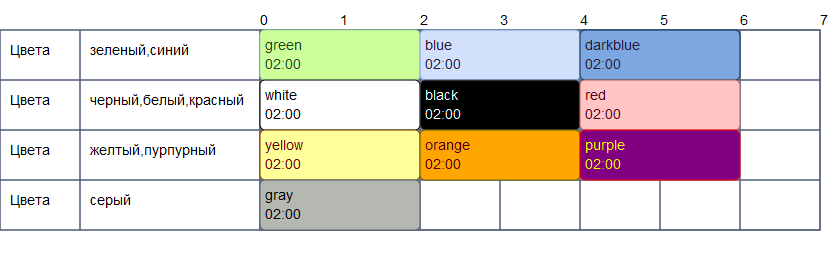 0 1 2 3 4 5 6 7
Цвета зеленый,синий green blue darkblue
02:00 02:00 02:00
Цвета черный,белый,красный white black red
02:00 02:00 02:00
Цвета желтый,пурпурный yellow orange purple
02:00 02:00 02:00
Цвета серый gray
02:00